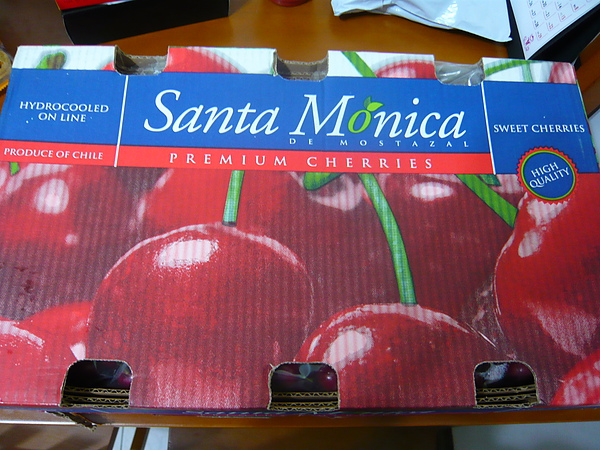 HYDROCOOLED
ON LINE
PRODUCE OF CHILE
Santa Monica
DE MOSTAZAL
PREMIUM CHERRIES
SWEET CHERRIES
HIGH
QUALITY